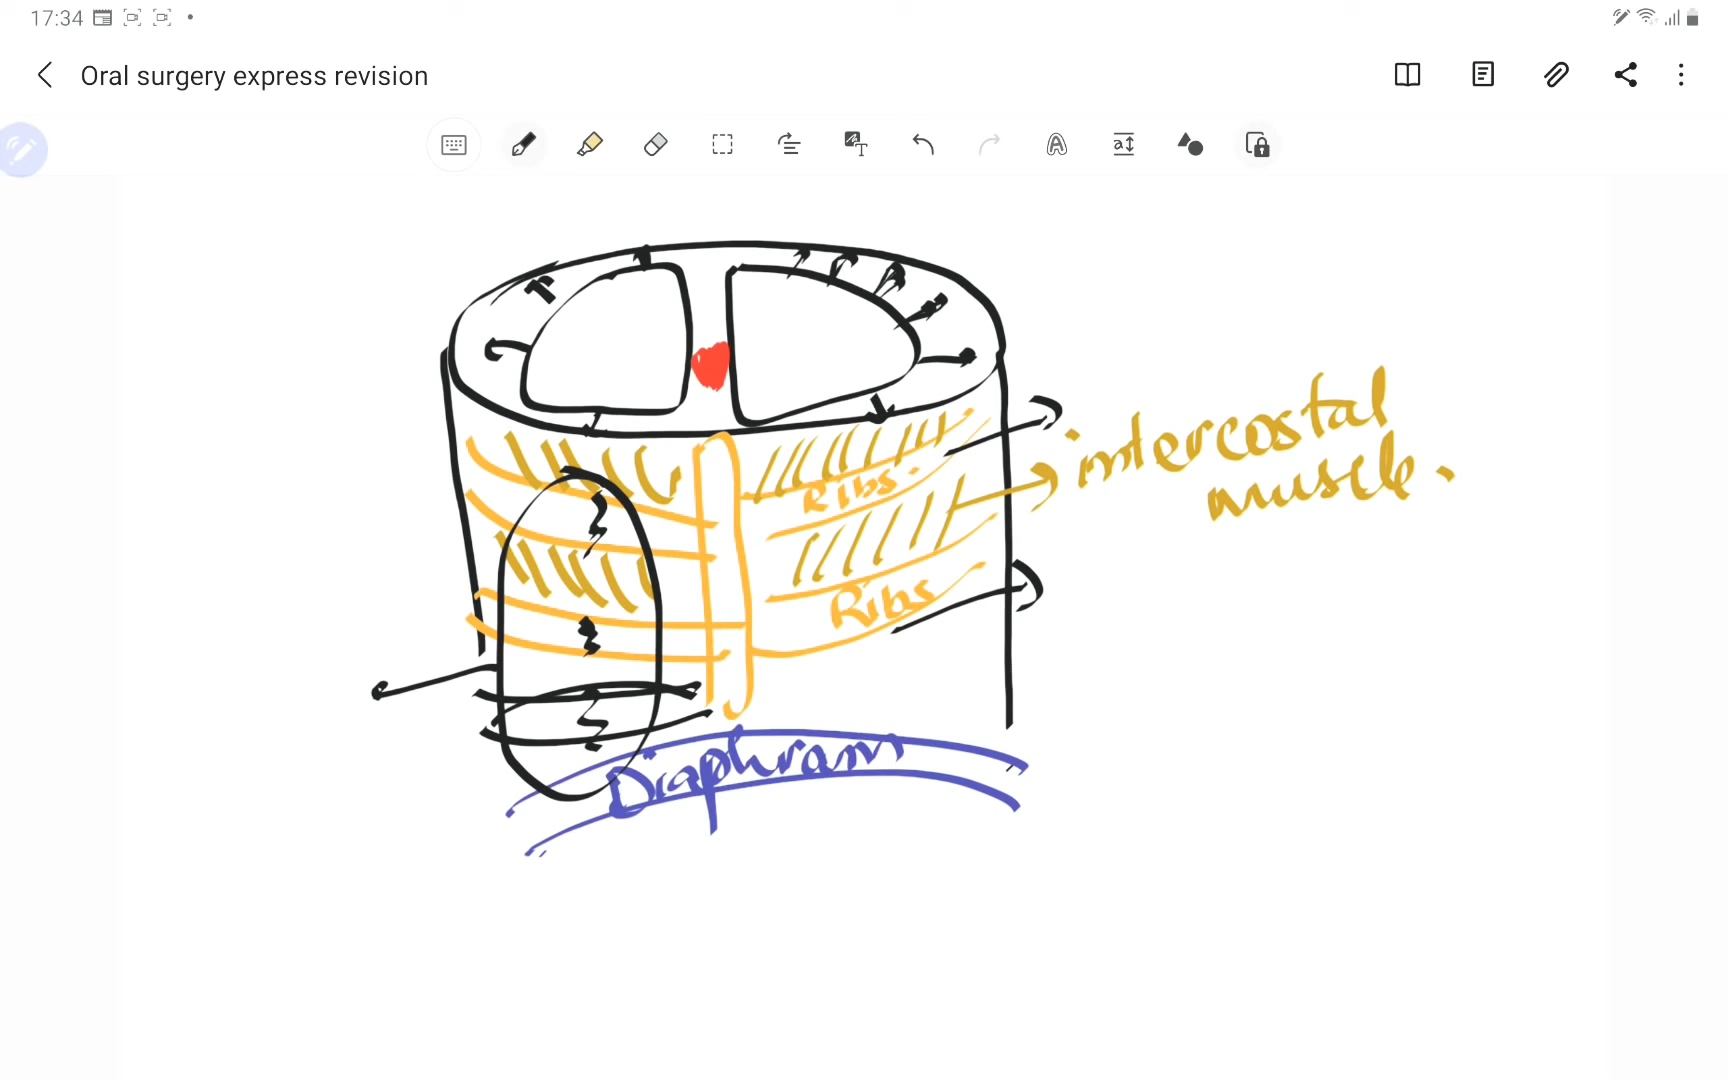 17:34
Oral surgery express revision
intercostal
muscle.
Ribs.
Ribs
Diaphram